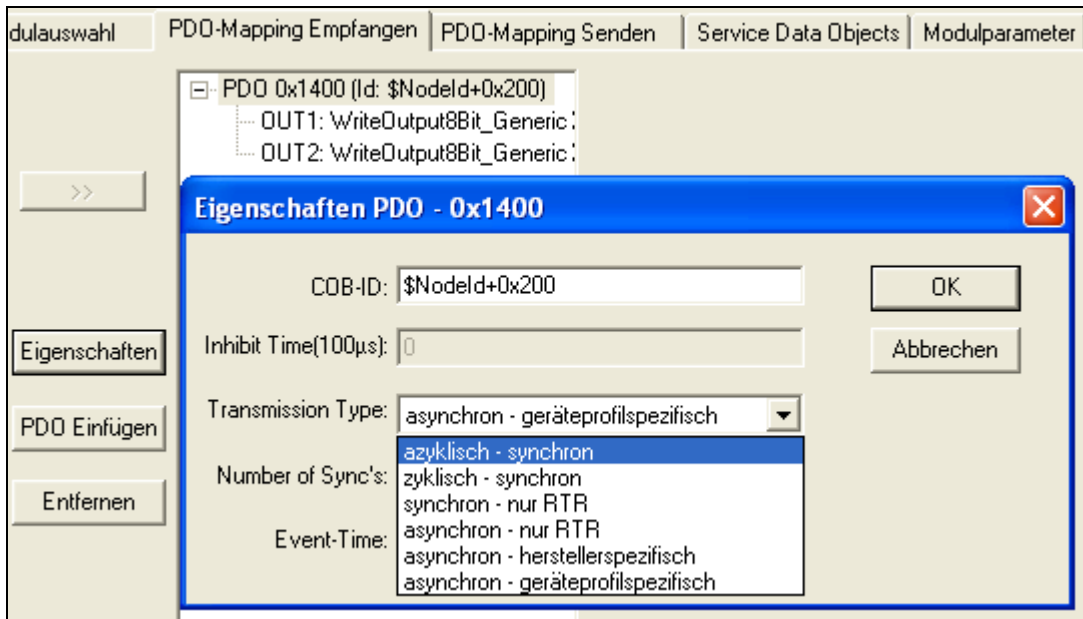 dulauswahl
PDO-Mapping Empfangen
PDO-Mapping Senden
Service Data Objects
Modulparameter
PDO 0x1400 (Id: $NodeId+0x200)
OUT1: WriteOutput8Bit_Generic
OUT2: WriteOutput8Bit_Generic
>>
Eigenschaften
PDO Einfügen
Entfernen
Eigenschaften PDO - 0x1400
COB-ID: $NodeId+0x200
OK
Inhibit Time(100µs): 0
Abbrechen
Transmission Type: asynchron - geräteprofilspezifisch
azyklisch - synchron
Number of Sync's:
zyklisch - synchron
synchron - nur RTR
Event-Time:
asynchron - nur RTR
asynchron - herstellerspezifisch
asynchron - geräteprofilspezifisch